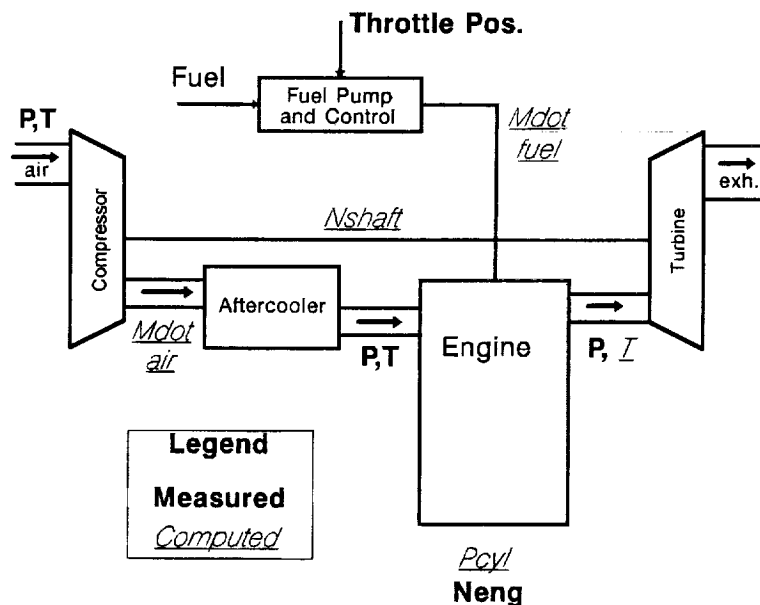 Throttle Pos.
Fuel
Fuel Pump
and Control
Mdot
fuel
P,T
air
exh.
Nshaft
Compressor
Turbine
Aftercooler
Mdot
air
P,T
Engine
P, T
Legend
Measured
Computed
Pcyl
Neng